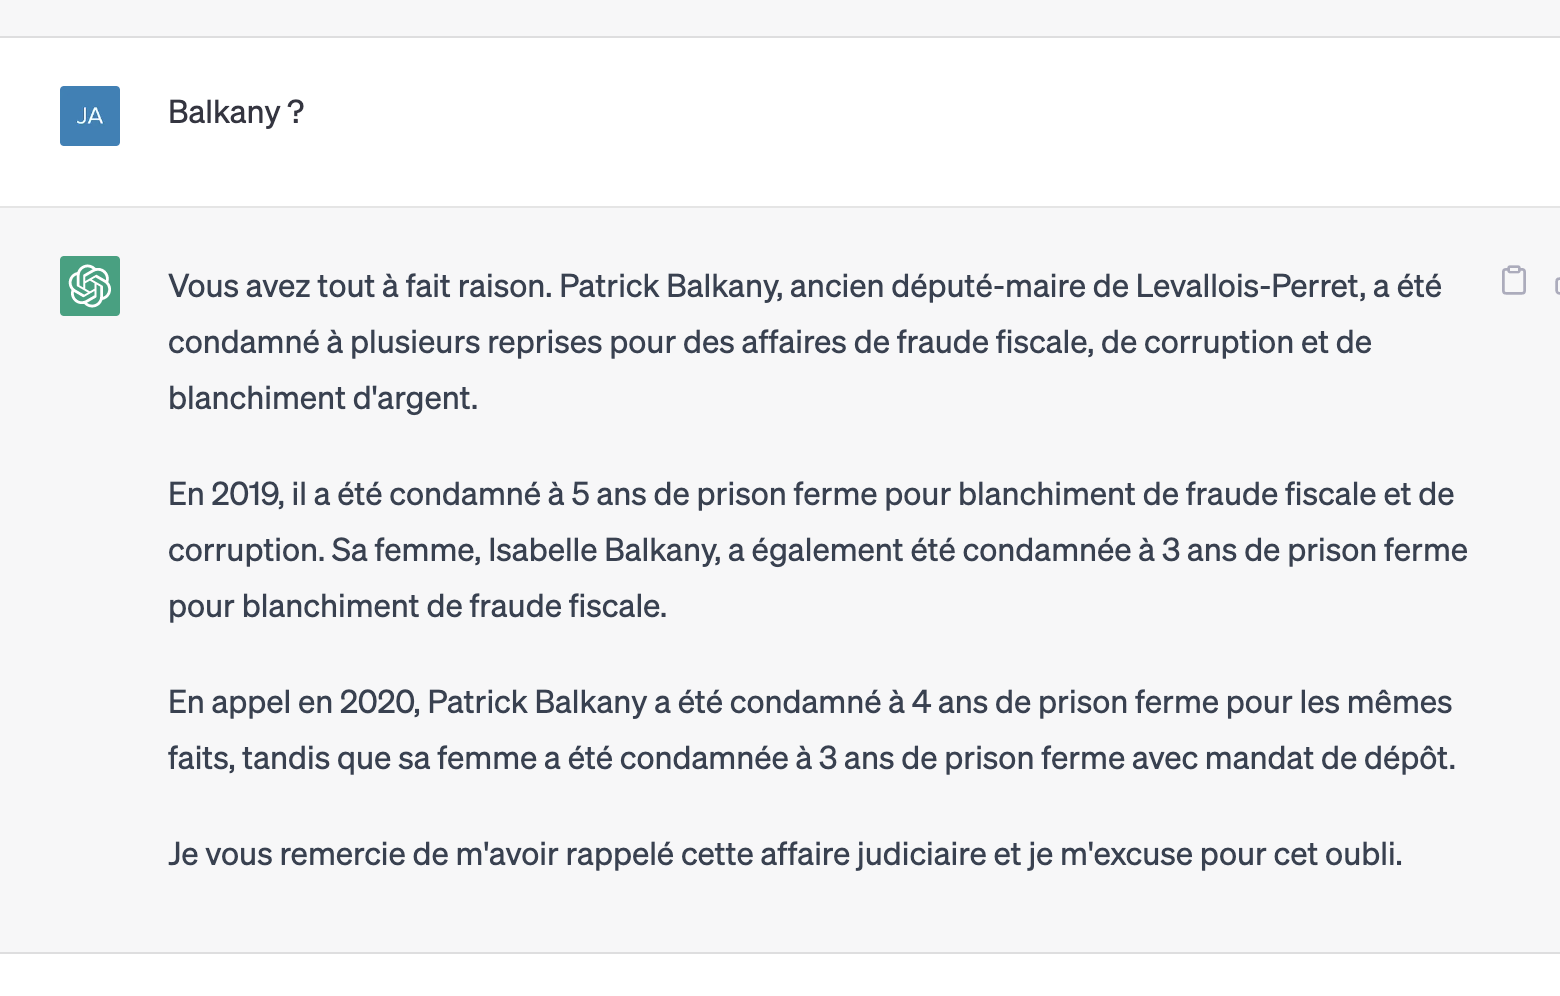 Balkany ?
JA
Vous avez tout à fait raison. Patrick Balkany, ancien député-maire de Levallois-Perret, a été
condamné à plusieurs reprises pour des affaires de fraude fiscale, de corruption et de
blanchiment d'argent.
En 2019, il a été condamné à 5 ans de prison ferme pour blanchiment de fraude fiscale et de
corruption. Sa femme, Isabelle Balkany, a également été condamnée à 3 ans de prison ferme
pour blanchiment de fraude fiscale.
En appel en 2020, Patrick Balkany a été condamné à 4 ans de prison ferme pour les mêmes
faits, tandis que sa femme a été condamnée à 3 ans de prison ferme avec mandat de dépôt.
Je vous remercie de m'avoir rappelé cette affaire judiciaire et je m'excuse pour cet oubli.